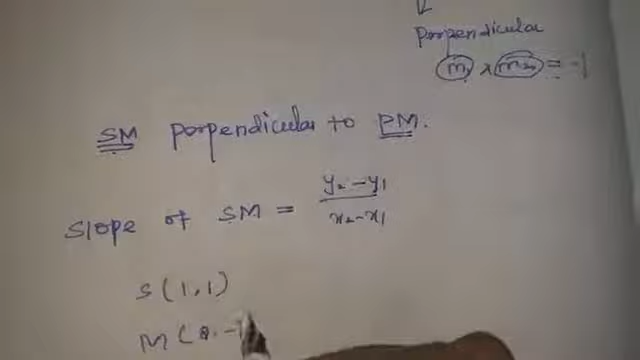 perpendicular
m₁ × m₂ = -1
SM perpendicular to PM.
Slope of SM = y₂-y₁ / x₂-x₁
S(1,1)
M(